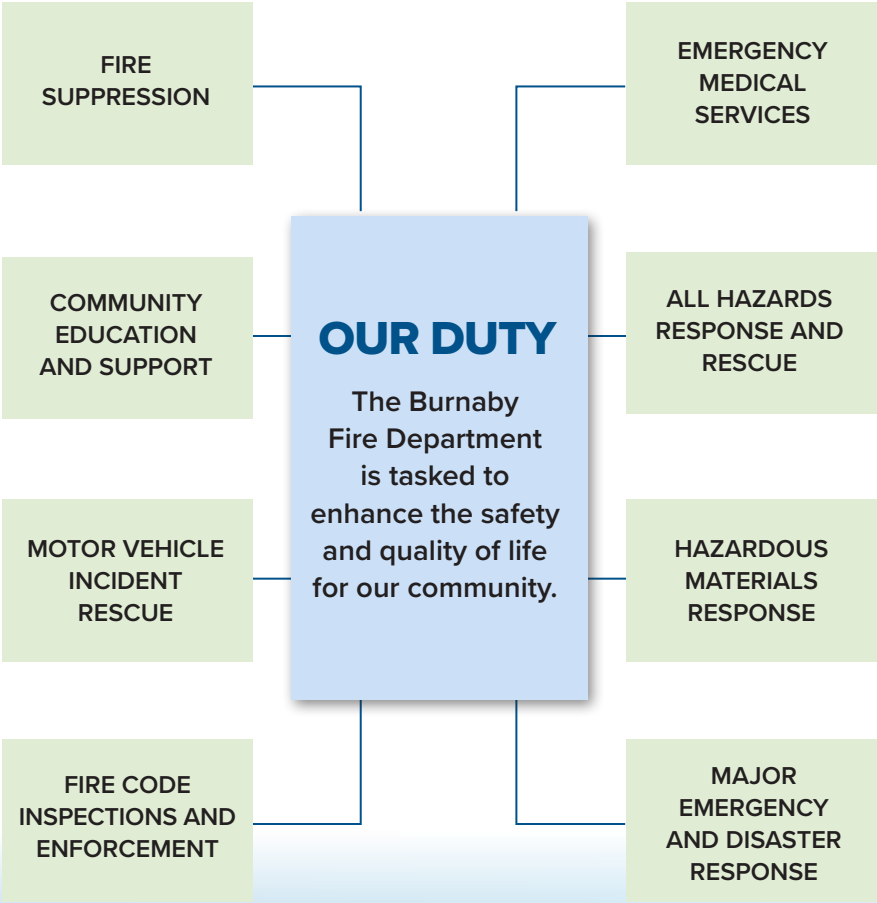 FIRE
SUPPRESSION
EMERGENCY
MEDICAL
SERVICES
COMMUNITY
EDUCATION
AND SUPPORT
OUR DUTY
The Burnaby
Fire Department
is tasked to
enhance the safety
and quality of life
for our community.
ALL HAZARDS
RESPONSE AND
RESCUE
MOTOR VEHICLE
INCIDENT
RESCUE
HAZARDOUS
MATERIALS
RESPONSE
FIRE CODE
INSPECTIONS AND
ENFORCEMENT
MAJOR
EMERGENCY
AND DISASTER
RESPONSE